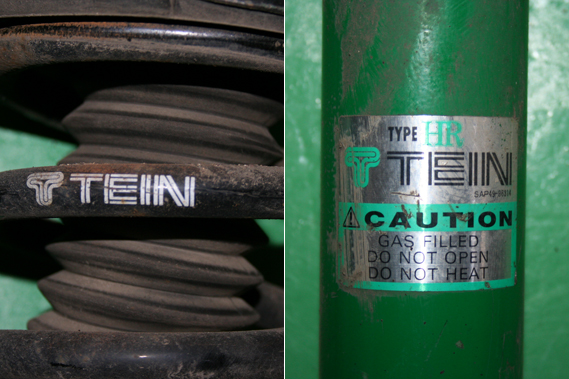 TEIN
TYPE HR
TEIN
CAUTION
GAS FILLED
DO NOT OPEN
DO NOT HEAT